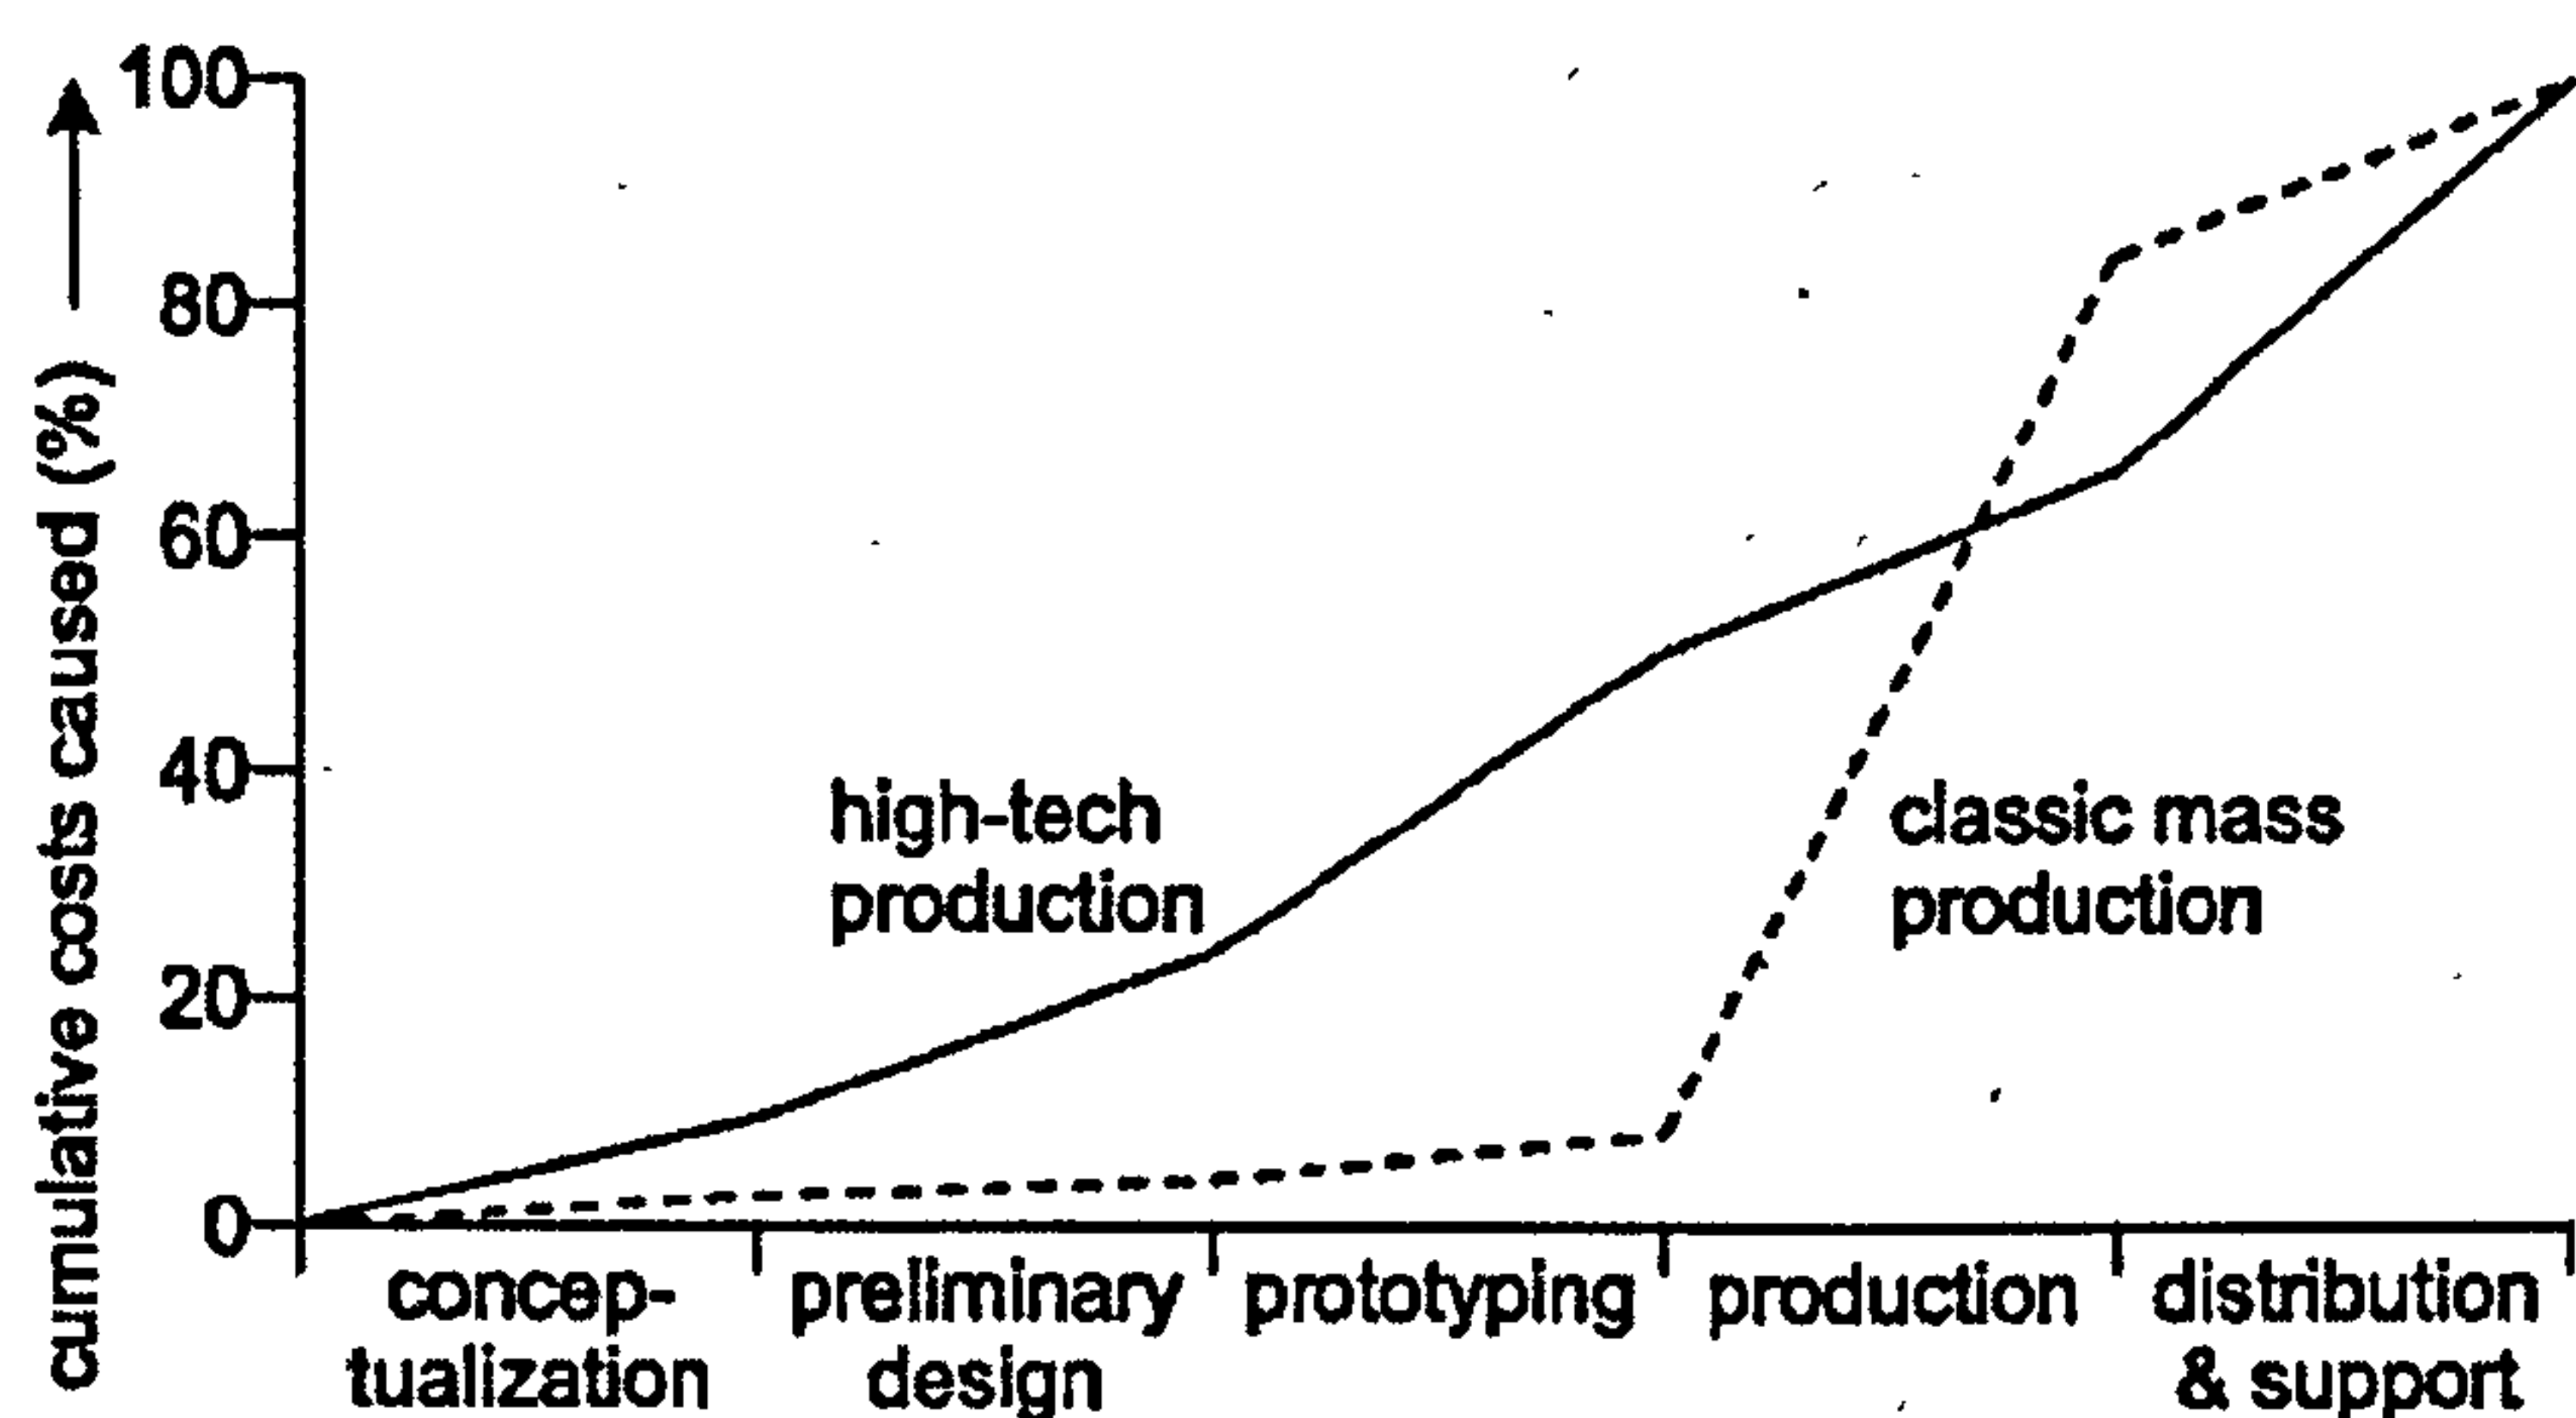 cumulative costs caused (%)
100
80
60
40
20
0
high-tech
production
classic mass
production
concep-
tualization
preliminary
design
prototyping
production
distribution
& support